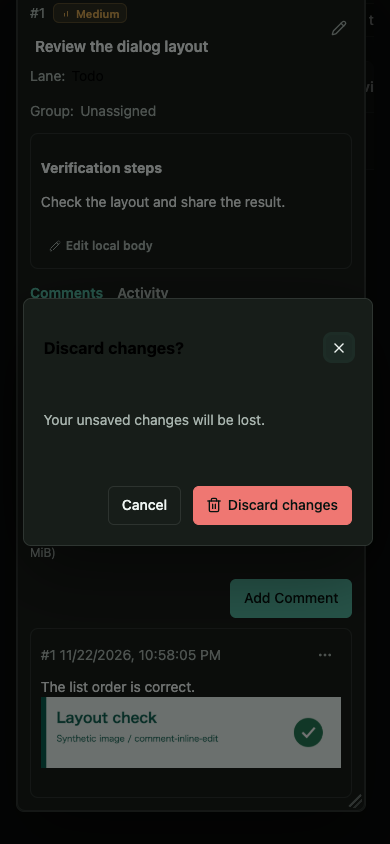 #1 Medium
Review the dialog layout
Lane: Todo
Group: Unassigned
Verification steps
Check the layout and share the result.
Edit local body
Comments Activity
Discard changes?
Your unsaved changes will be lost.
Cancel
Discard changes
MiB)
Add Comment
#1 11/22/2026, 10:58:05 PM
The list order is correct.
Layout check
Synthetic image / comment-inline-edit